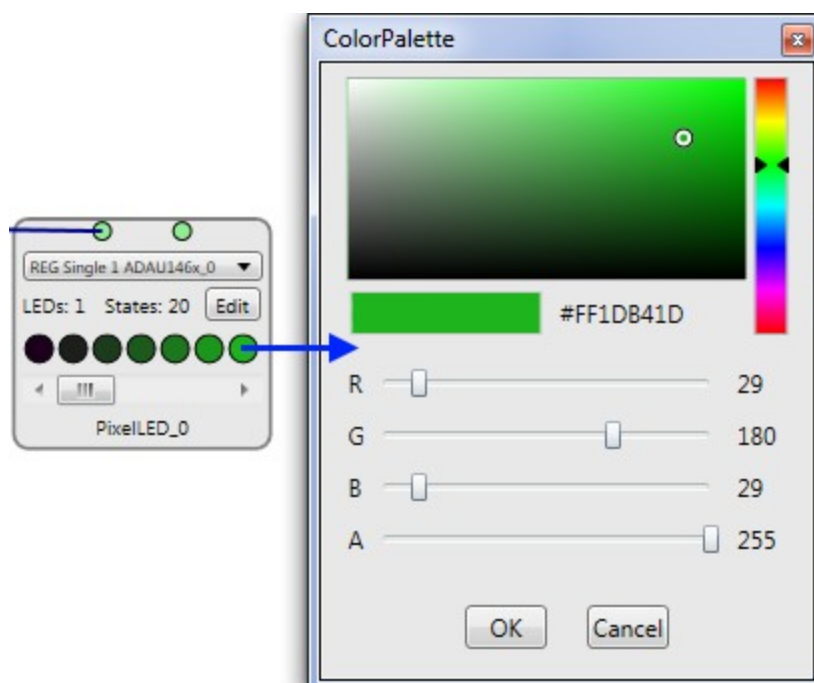 ColorPalette
#FF1DB41D
R 29
G 180
B 29
A 255
OK Cancel
REG Single 1 ADAU146x_0
LEDs: 1 States: 20 Edit
PixelLED_0